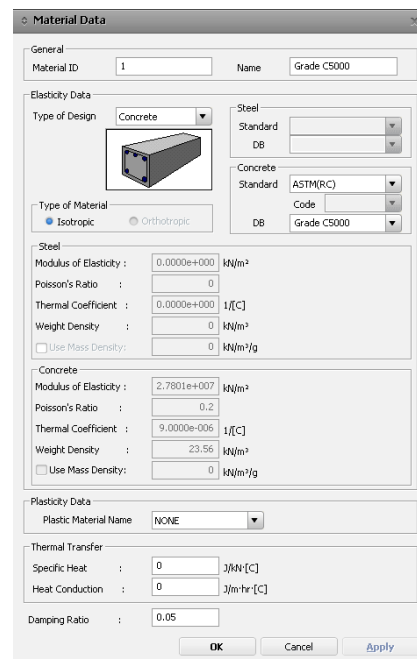 Material Data
General
Material ID 1 Name Grade C5000
Elasticity Data
Type of Design Concrete
Steel
Standard
DB
Concrete
Standard ASTM(RC)
Code
DB Grade C5000
Type of Material
Isotropic Orthotropic
Steel
Modulus of Elasticity : 0.0000e+000 kN/m²
Poisson's Ratio : 0
Thermal Coefficient : 0.0000e+000 1/[C]
Weight Density : 0 kN/m³
Use Mass Density: 0 kN/m³/g
Concrete
Modulus of Elasticity : 2.7801e+007 kN/m²
Poisson's Ratio : 0.2
Thermal Coefficient : 9.0000e-006 1/[C]
Weight Density : 23.56 kN/m³
Use Mass Density: 0 kN/m³/g
Plasticity Data
Plastic Material Name NONE
Thermal Transfer
Specific Heat : 0 J/kN·[C]
Heat Conduction : 0 J/m·hr·[C]
Damping Ratio : 0.05
OK Cancel Apply